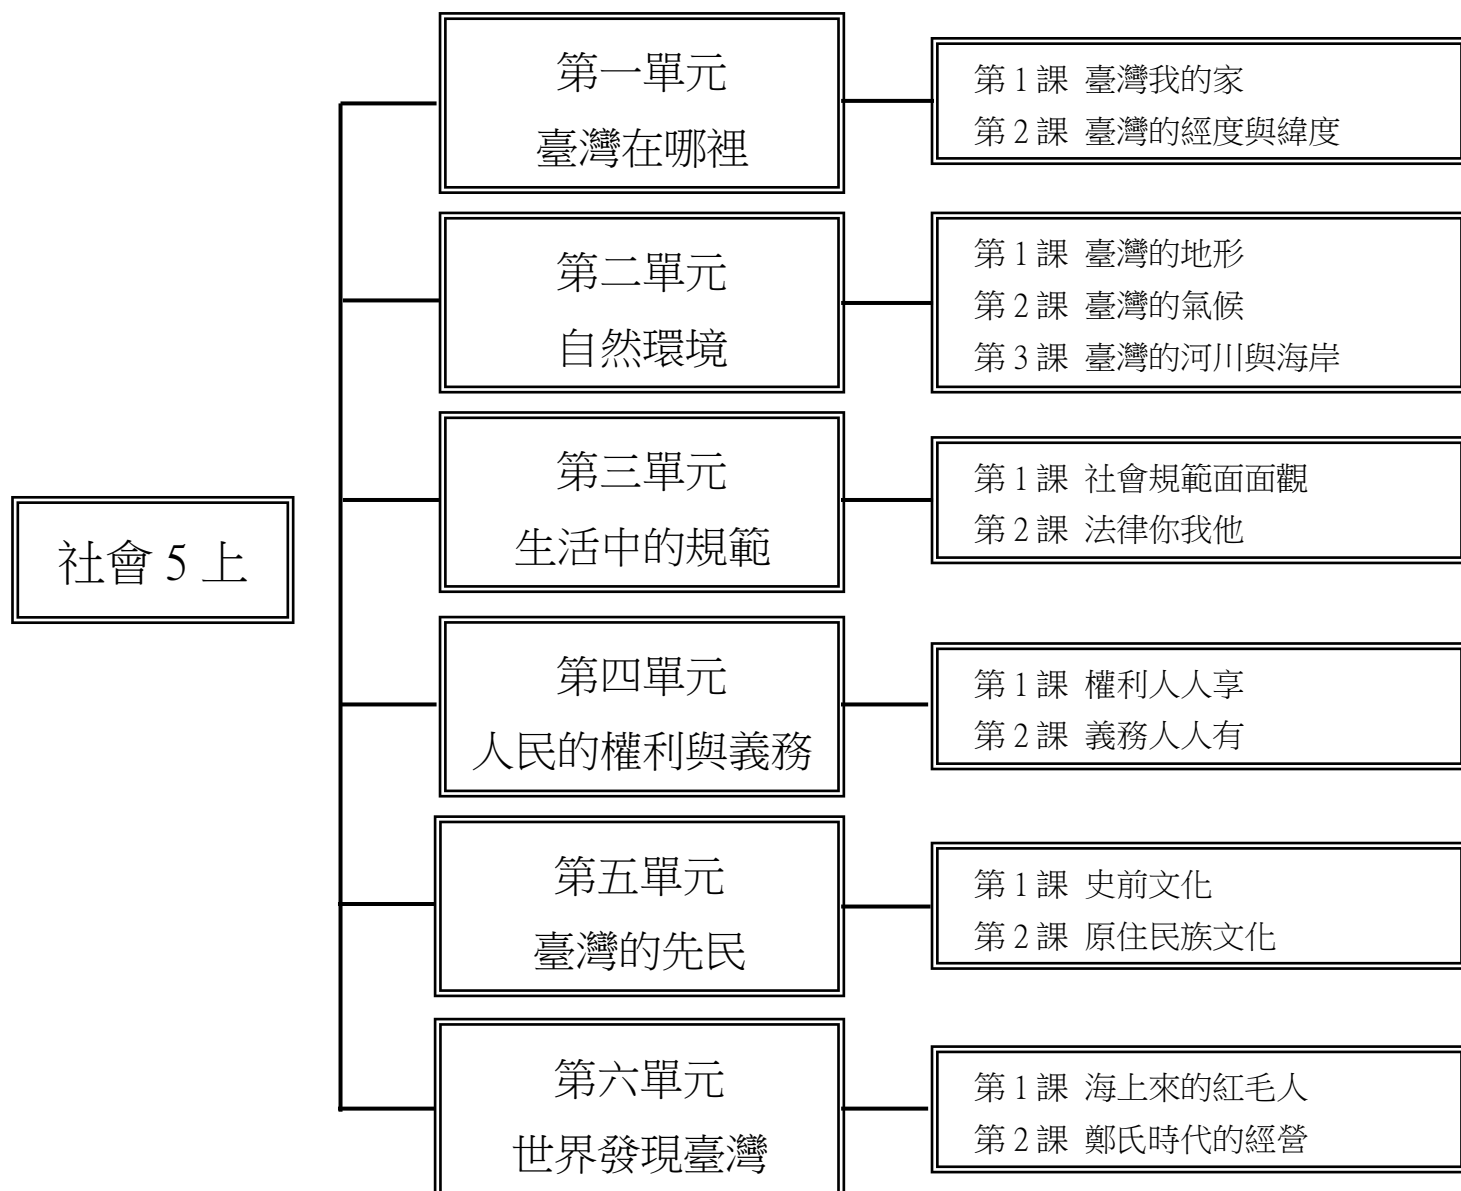 社會 5 上
第一單元
臺灣在哪裡
第 1 課 臺灣我的家
第 2 課 臺灣的經度與緯度
第二單元
自然環境
第 1 課 臺灣的地形
第 2 課 臺灣的氣候
第 3 課 臺灣的河川與海岸
第三單元
生活中的規範
第 1 課 社會規範面面觀
第 2 課 法律你我他
第四單元
人民的權利與義務
第 1 課 權利人人享
第 2 課 義務人人有
第五單元
臺灣的先民
第 1 課 史前文化
第 2 課 原住民族文化
第六單元
世界發現臺灣
第 1 課 海上來的紅毛人
第 2 課 鄭氏時代的經營